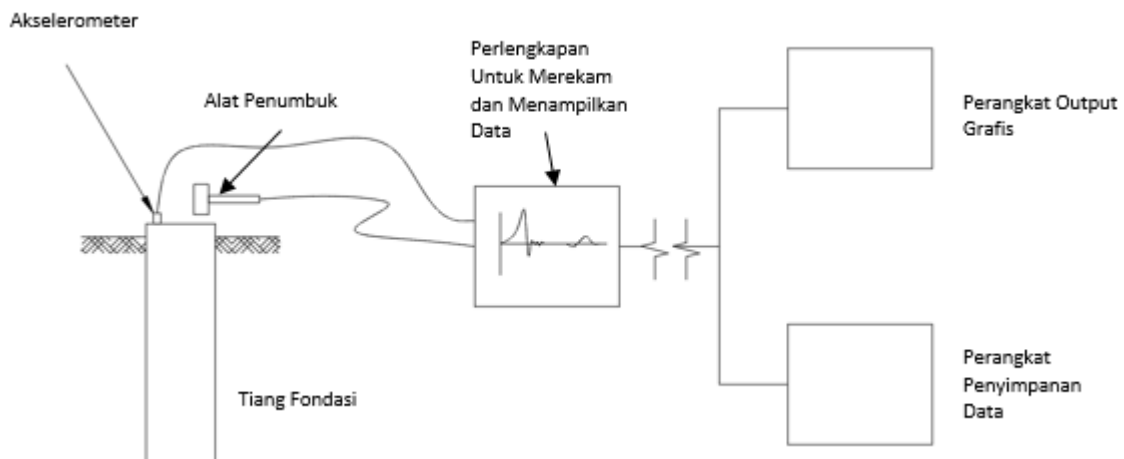 Akselerometer
Alat Penumbuk
Perlengkapan
Untuk Merekam
dan Menampilkan
Data
Perangkat Output
Grafis
Tiang Fondasi
Perangkat
Penyimpanan
Data